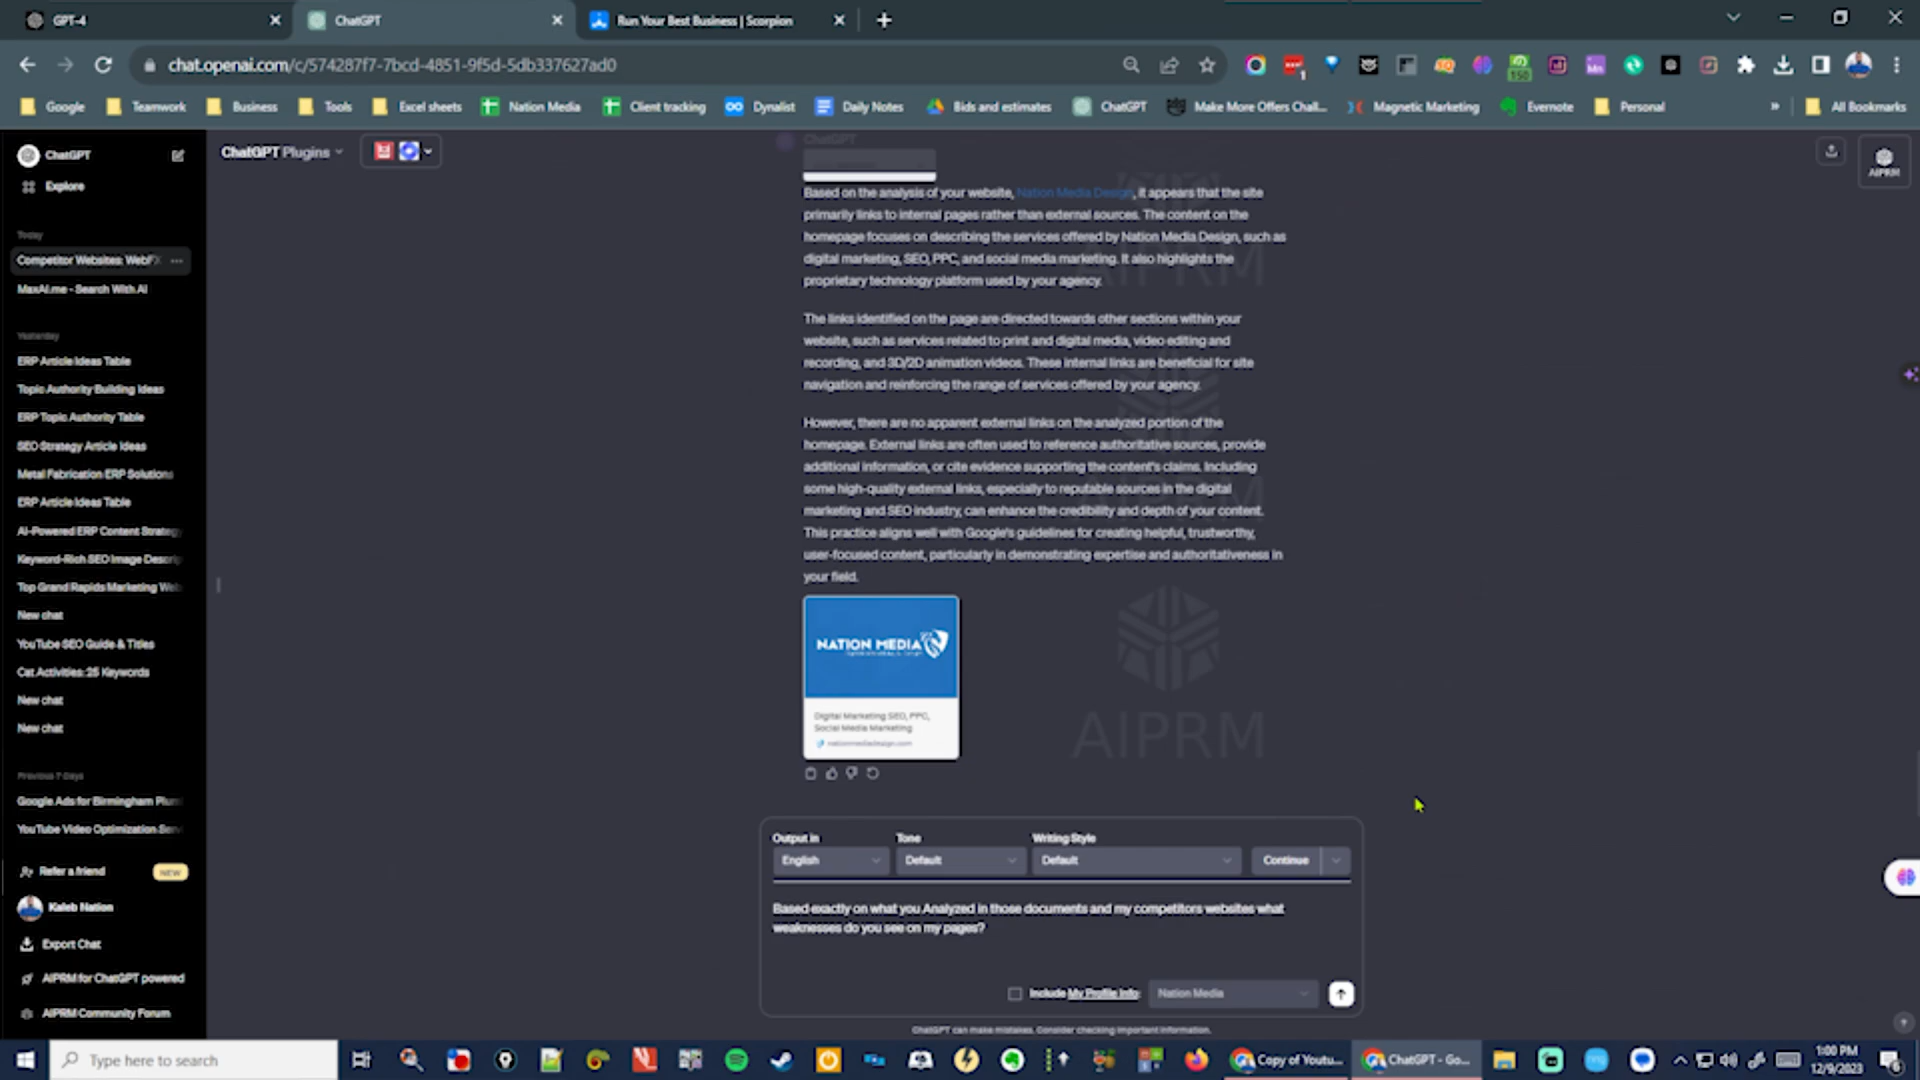 GPT-4
ChatGPT
Run Your Best Business | Scorpion
chat.openai.com/c/574287f7-7bcd-4851-9f5d-5db337627ad0
1
150
Google
Teamwork
Business
Tools
Excel sheets
Nation Media
Client tracking
Dynalist
Daily Notes
Bids and estimates
ChatGPT
Make More Offers Chall...
Magnetic Marketing
Evernote
Personal
»
All Bookmarks
ChatGPT
Explore
Today
Competitor Websites: WebFX
MaxAI.me - Search With AI
Yesterday
ERP Article Ideas Table
Topic Authority Building Ideas
ERP Topic Authority Table
SEO Strategy Article Ideas
Metal Fabrication ERP Solutions
ERP Article Ideas Table
AI-Powered ERP Content Strategy
Keyword-Rich SEO Image Descrip
Top Grand Rapids Marketing Web
New chat
YouTube SEO Guide & Titles
Cat Activities: 25 Keywords
New chat
New chat
Previous 7 Days
Google Ads for Birmingham Plum
YouTube Video Optimization Serv
Refer a friend
NEW
Kaleb Nation
Export Chat
AIPRM for ChatGPT powered
AIPRM Community Forum
ChatGPT Plugins
AIPRM
ChatGPT
Based on the analysis of your website, Nation Media Design, it appears that the site
primarily links to internal pages rather than external sources. The content on the
homepage focuses on describing the services offered by Nation Media Design, such as
digital marketing, SEO, PPC, and social media marketing. It also highlights the
proprietary technology platform used by your agency.
The links identified on the page are directed towards other sections within your
website, such as services related to print and digital media, video editing and
recording, and 3D/2D animation videos. These internal links are beneficial for site
navigation and reinforcing the range of services offered by your agency.
However, there are no apparent external links on the analyzed portion of the
homepage. External links are often used to reference authoritative sources, provide
additional information, or cite evidence supporting the content's claims. Including
some high-quality external links, especially to reputable sources in the digital
marketing and SEO industry, can enhance the credibility and depth of your content.
This practice aligns well with Google's guidelines for creating helpful, trustworthy,
user-focused content, particularly in demonstrating expertise and authoritativeness in
your field.
NATION MEDIA
Digital Marketing SEO, PPC,
Social Media Marketing
nationmediadesign.com
AIPRM
AIPRM
AIPRM
Output in
Tone
Writing Style
English
Default
Default
Continue
Based exactly on what you Analyzed in those documents and my competitors websites what
weaknesses do you see on my pages?
Include My Profile Info:
Nation Media
ChatGPT can make mistakes. Consider checking important information.
?
Type here to search
Copy of Youtu...
ChatGPT - Go...
1:00 PM
12/9/2023
6